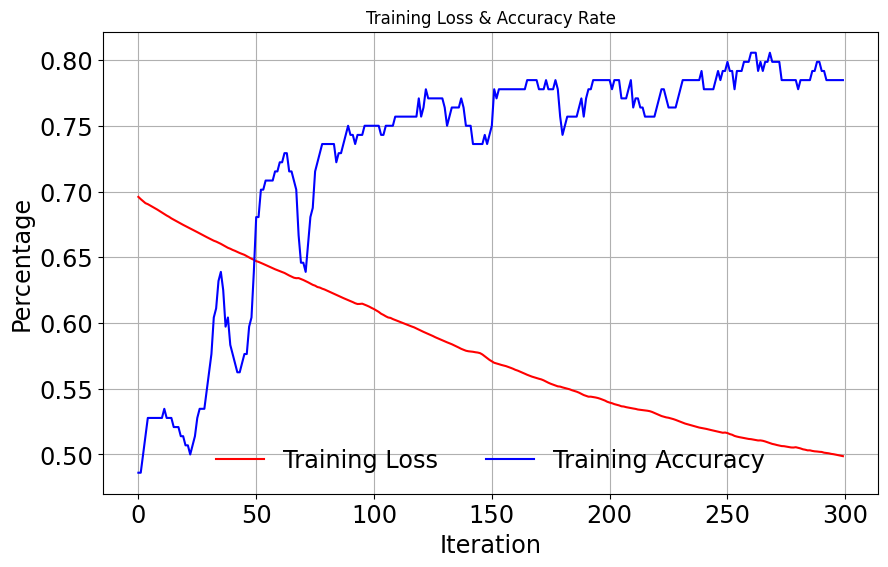 Training Loss & Accuracy Rate
0.80
0.75
0.70
0.65
0.60
0.55
0.50
Percentage
Training Loss Training Accuracy
0 50 100 150 200 250 300
Iteration